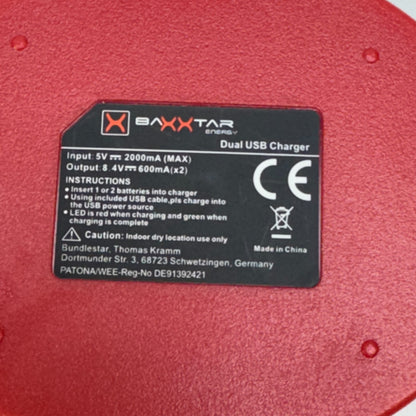 BAXXTAR
ENERGY
Dual USB Charger
Input: 5V ⎓ 2000mA (MAX)
Output: 8.4V⎓600mA(x2)
INSTRUCTIONS
● Insert 1 or 2 batteries into charger
● Using included USB cable,pls charge into
the USB power source
● LED is red when charging and green when
charging is complete
CE
Caution: Indoor dry location use only
Made in China
Bundlestar, Thomas Kramm
Dortmunder Str. 3, 68723 Schwetzingen, Germany
PATONA/WEE-Reg-No DE91392421